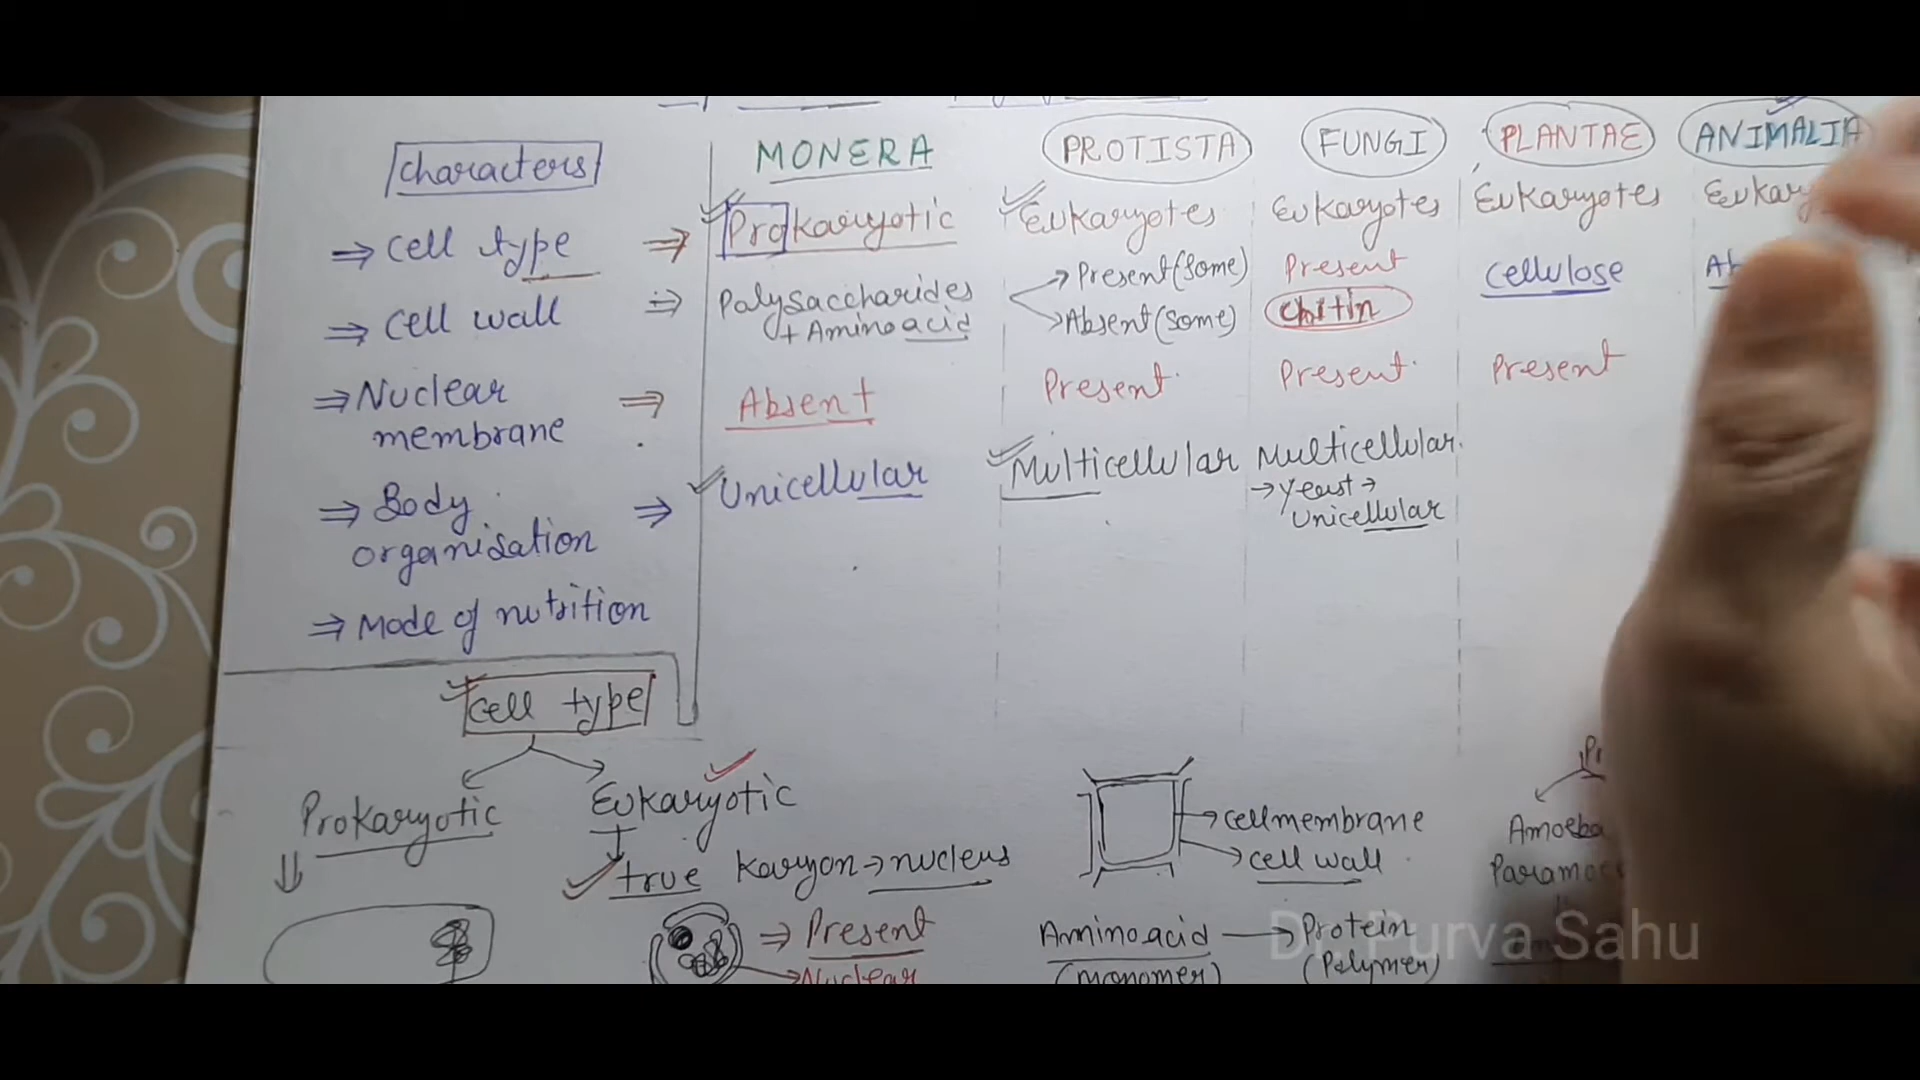 Characters
MONERA
PROTISTA
FUNGI
PLANTAE
ANIMALIA
⇒ Cell type ⇒
Prokaryotic
Eukaryotes
Eukaryotes
Eukaryotes
⇒ Cell wall ⇒
Polysaccharides
+ Amino acid
→ Present (some)
→ Absent (some)
Present
Chitin
Cellulose
⇒ Nuclear
membrane ⇒
Absent
Present
Present
Present
⇒ Body
organisation ⇒
Unicellular
Multicellular
Multicellular
→ Yeast →
Unicellular
⇒ Mode of nutrition
Cell type
Prokaryotic
Eukaryotic
true Karyon → nucleus
⇒ Present
→ Nuclear
→ cell membrane
→ cell wall
Amino acid → Protein
(monomer) (Polymer)
Amoeba
Dr. Purva Sahu